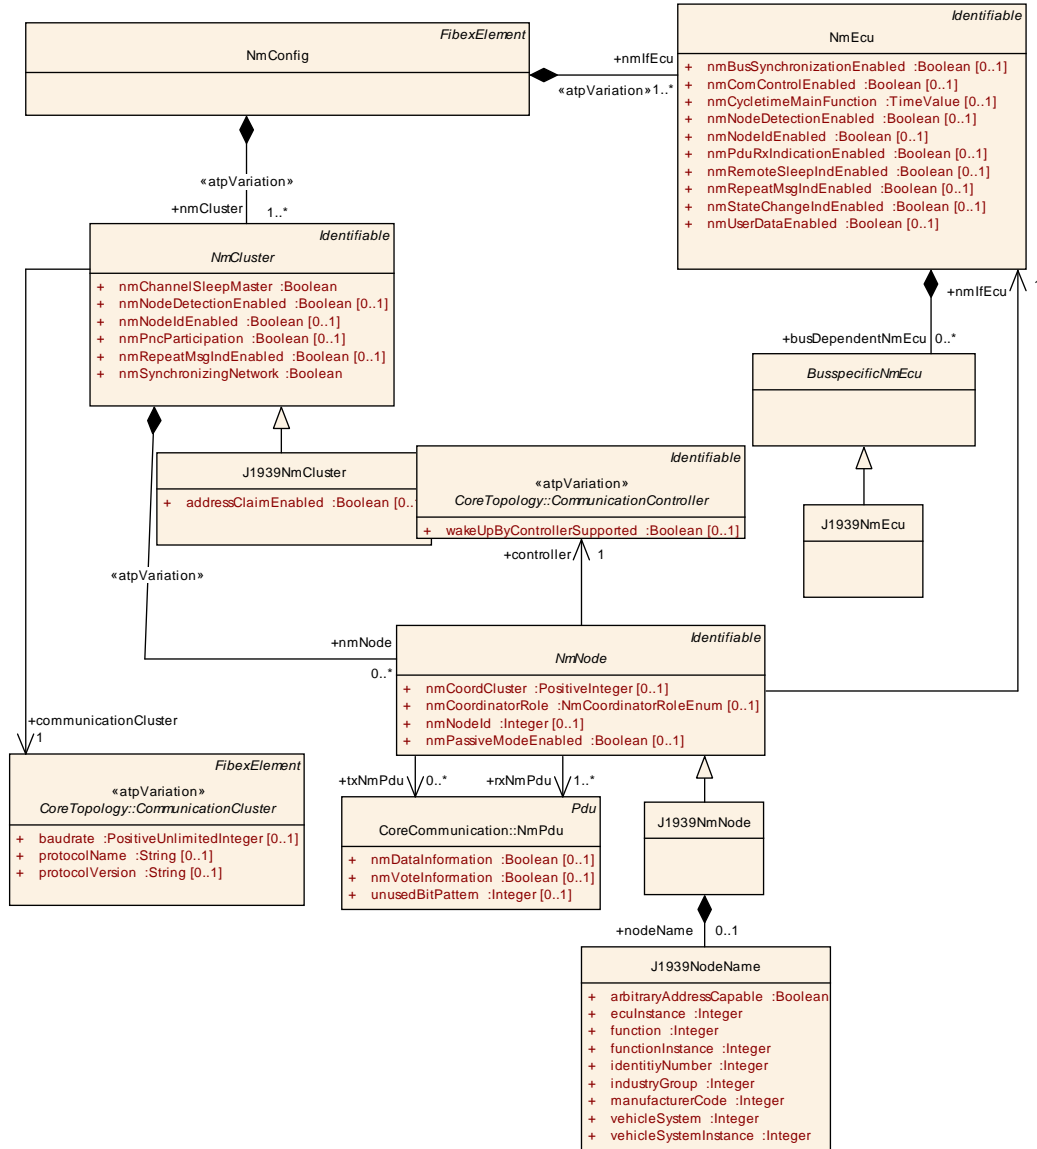 FibexElement
NmConfig
Identifiable
NmEcu
+ nmBusSynchronizationEnabled :Boolean [0..1]
+ nmComControlEnabled :Boolean [0..1]
+ nmCycletimeMainFunction :TimeValue [0..1]
+ nmNodeDetectionEnabled :Boolean [0..1]
+ nmNodeIdEnabled :Boolean [0..1]
+ nmPduRxIndicationEnabled :Boolean [0..1]
+ nmRemoteSleepIndEnabled :Boolean [0..1]
+ nmRepeatMsgIndEnabled :Boolean [0..1]
+ nmStateChangeIndEnabled :Boolean [0..1]
+ nmUserDataEnabled :Boolean [0..1]
+nmIfEcu
«atpVariation» 1..*
«atpVariation»
+nmCluster 1..*
Identifiable
NmCluster
+ nmChannelSleepMaster :Boolean
+ nmNodeDetectionEnabled :Boolean [0..1]
+ nmNodeIdEnabled :Boolean [0..1]
+ nmPncParticipation :Boolean [0..1]
+ nmRepeatMsgIndEnabled :Boolean [0..1]
+ nmSynchronizingNetwork :Boolean
+nmIfEcu
+busDependentNmEcu 0..*
BusspecificNmEcu
J1939NmEcu
J1939NmCluster
+ addressClaimEnabled :Boolean [0..
Identifiable
«atpVariation»
CoreTopology::CommunicationController
+ wakeUpByControllerSupported :Boolean [0..1]
+controller 1
«atpVariation»
+nmNode
0..*
Identifiable
NmNode
+ nmCoordCluster :PositiveInteger [0..1]
+ nmCoordinatorRole :NmCoordinatorRoleEnum [0..1]
+ nmNodeId :Integer [0..1]
+ nmPassiveModeEnabled :Boolean [0..1]
+communicationCluster
1
FibexElement
«atpVariation»
CoreTopology::CommunicationCluster
+ baudrate :PositiveUnlimitedInteger [0..1]
+ protocolName :String [0..1]
+ protocolVersion :String [0..1]
+txNmPdu 0..*
+rxNmPdu 1..*
Pdu
CoreCommunication::NmPdu
+ nmDataInformation :Boolean [0..1]
+ nmVoteInformation :Boolean [0..1]
+ unusedBitPattern :Integer [0..1]
J1939NmNode
+nodeName 0..1
J1939NodeName
+ arbitraryAddressCapable :Boolean
+ ecuInstance :Integer
+ function :Integer
+ functionInstance :Integer
+ identitiyNumber :Integer
+ industryGroup :Integer
+ manufacturerCode :Integer
+ vehicleSystem :Integer
+ vehicleSystemInstance :Integer